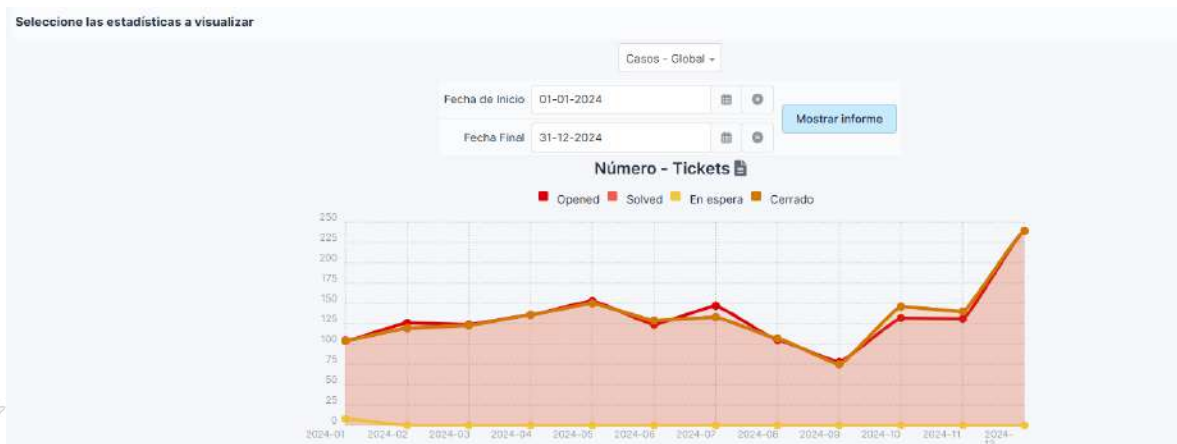 Seleccione las estadísticas a visualizar
Casos - Global
Fecha de Inicio 01-01-2024
Mostrar informe
Fecha Final 31-12-2024
Número - Tickets
Opened Solved En espera Cerrado
250
225
200
175
150
125
100
75
50
25
0
2024-01 2024-02 2024-03 2024-04 2024-05 2024-06 2024-07 2024-08 2024-09 2024-10 2024-11 2024-
12